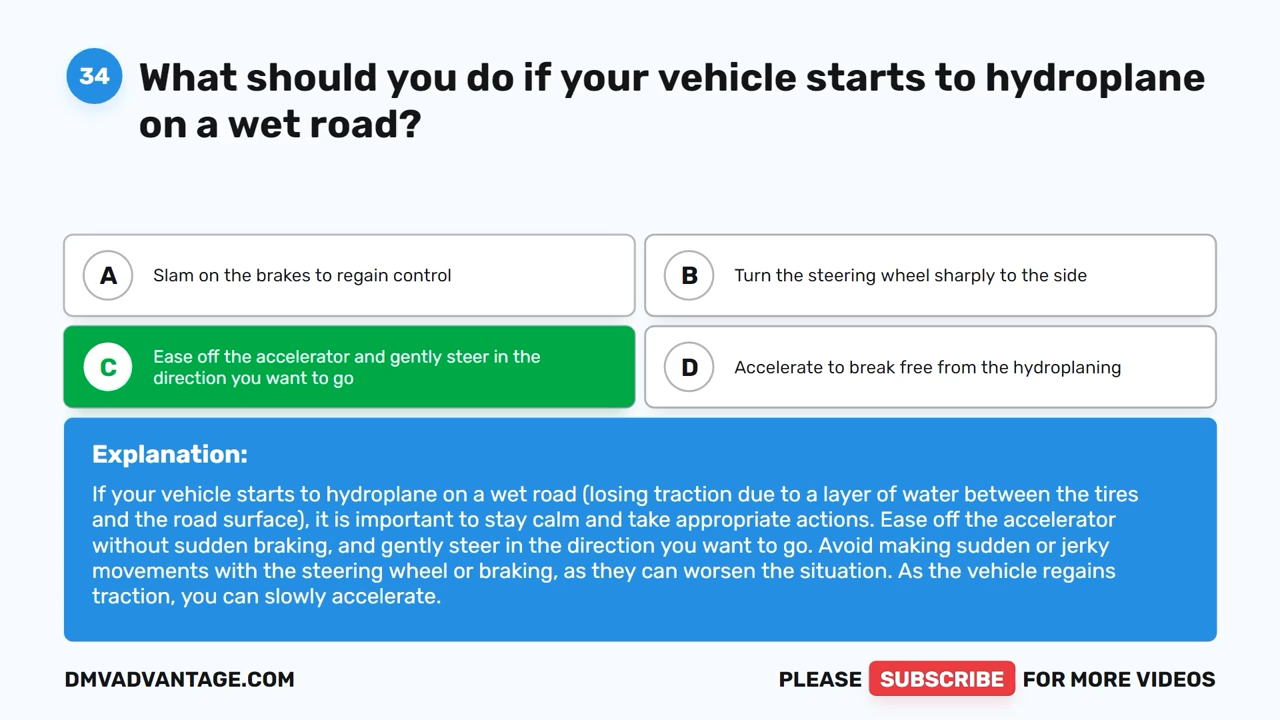 34
What should you do if your vehicle starts to hydroplane
on a wet road?
A
Slam on the brakes to regain control
B
Turn the steering wheel sharply to the side
C
Ease off the accelerator and gently steer in the
direction you want to go
D
Accelerate to break free from the hydroplaning
Explanation:
If your vehicle starts to hydroplane on a wet road (losing traction due to a layer of water between the tires
and the road surface), it is important to stay calm and take appropriate actions. Ease off the accelerator
without sudden braking, and gently steer in the direction you want to go. Avoid making sudden or jerky
movements with the steering wheel or braking, as they can worsen the situation. As the vehicle regains
traction, you can slowly accelerate.
DMVADVANTAGE.COM
PLEASE SUBSCRIBE FOR MORE VIDEOS